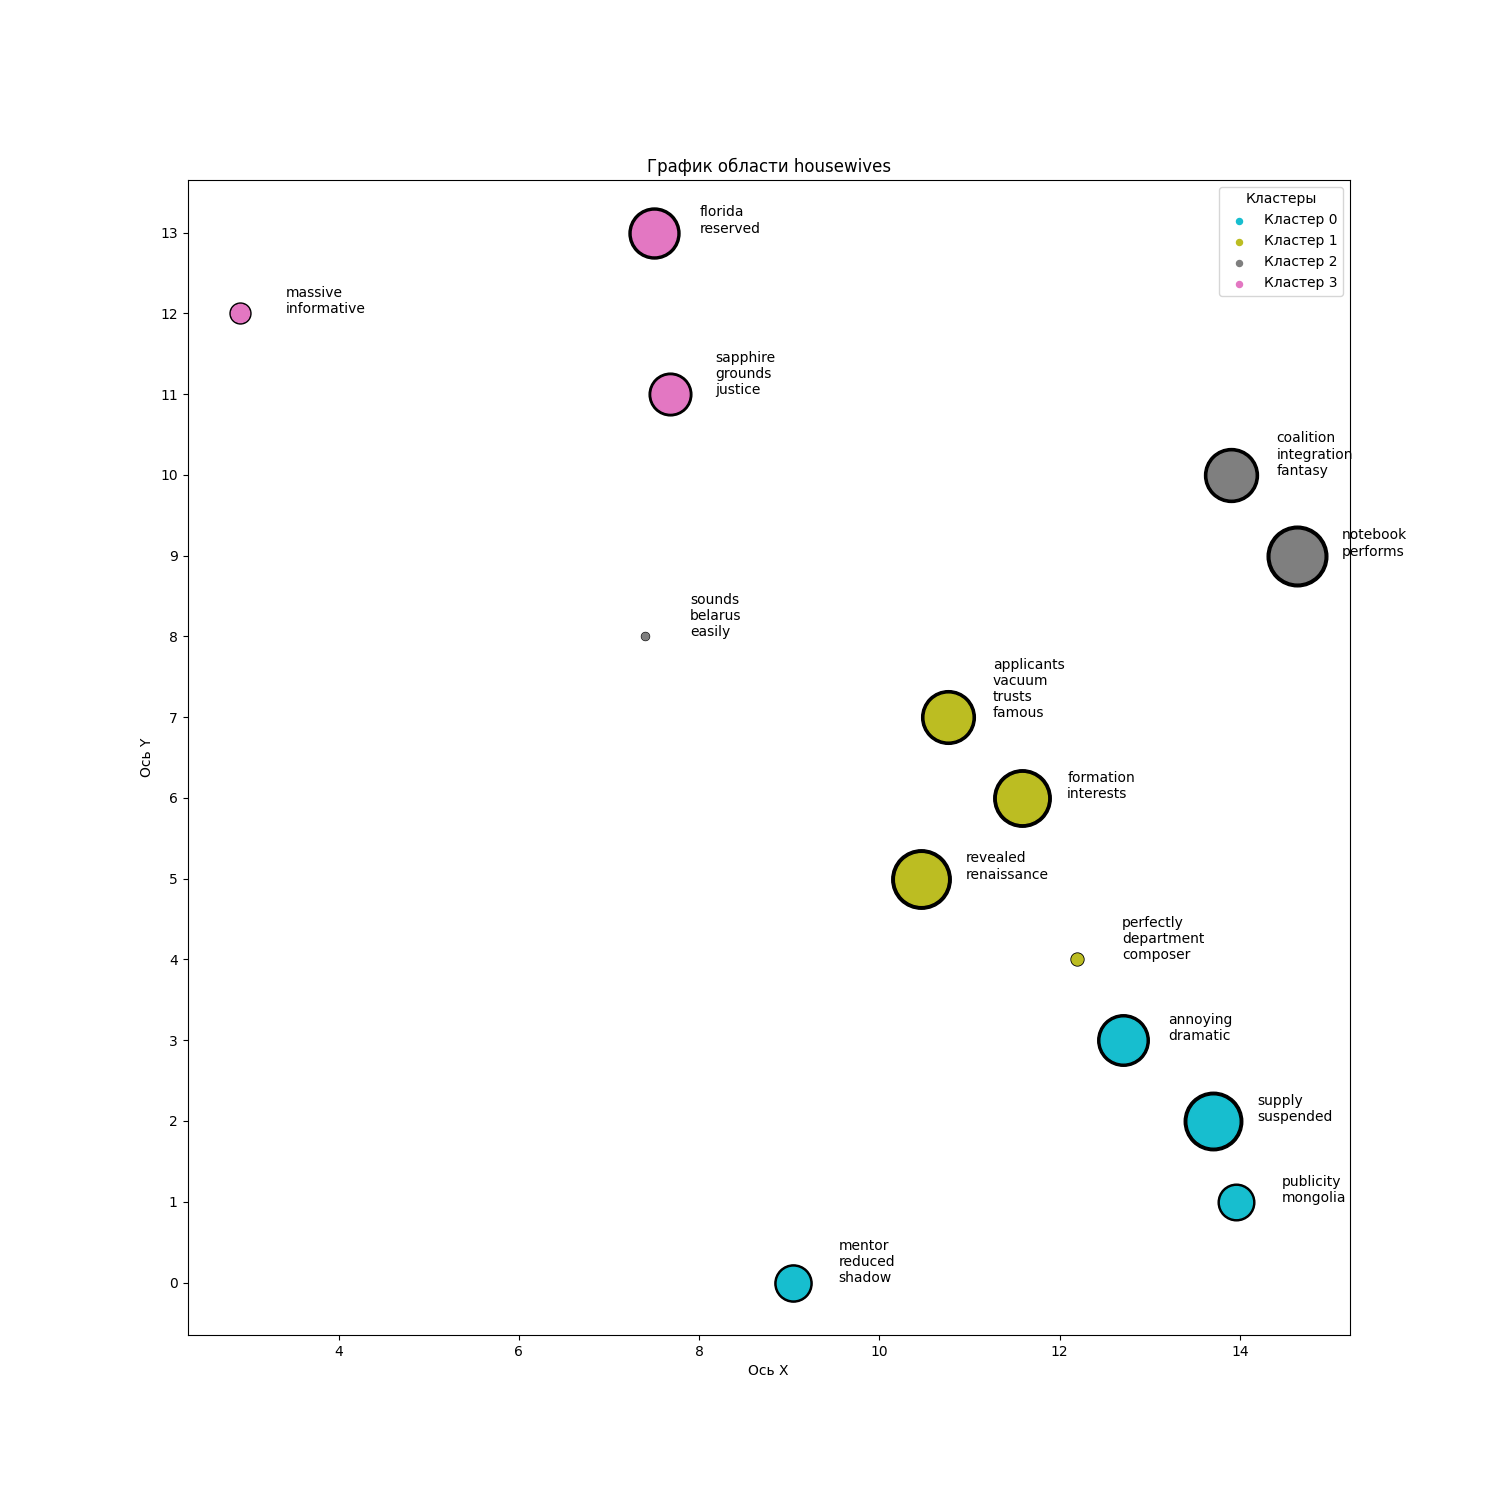 График области housewives
Кластеры
Кластер 0
Кластер 1
Кластер 2
Кластер 3
florida
reserved
massive
informative
sapphire
grounds
justice
coalition
integration
fantasy
notebook
performs
sounds
belarus
easily
applicants
vacuum
trusts
famous
formation
interests
revealed
renaissance
perfectly
department
composer
annoying
dramatic
supply
suspended
publicity
mongolia
mentor
reduced
shadow
13
12
11
10
9
8
7
6
5
4
3
2
1
0
Ось Y
4
6
8
10
12
14
Ось X